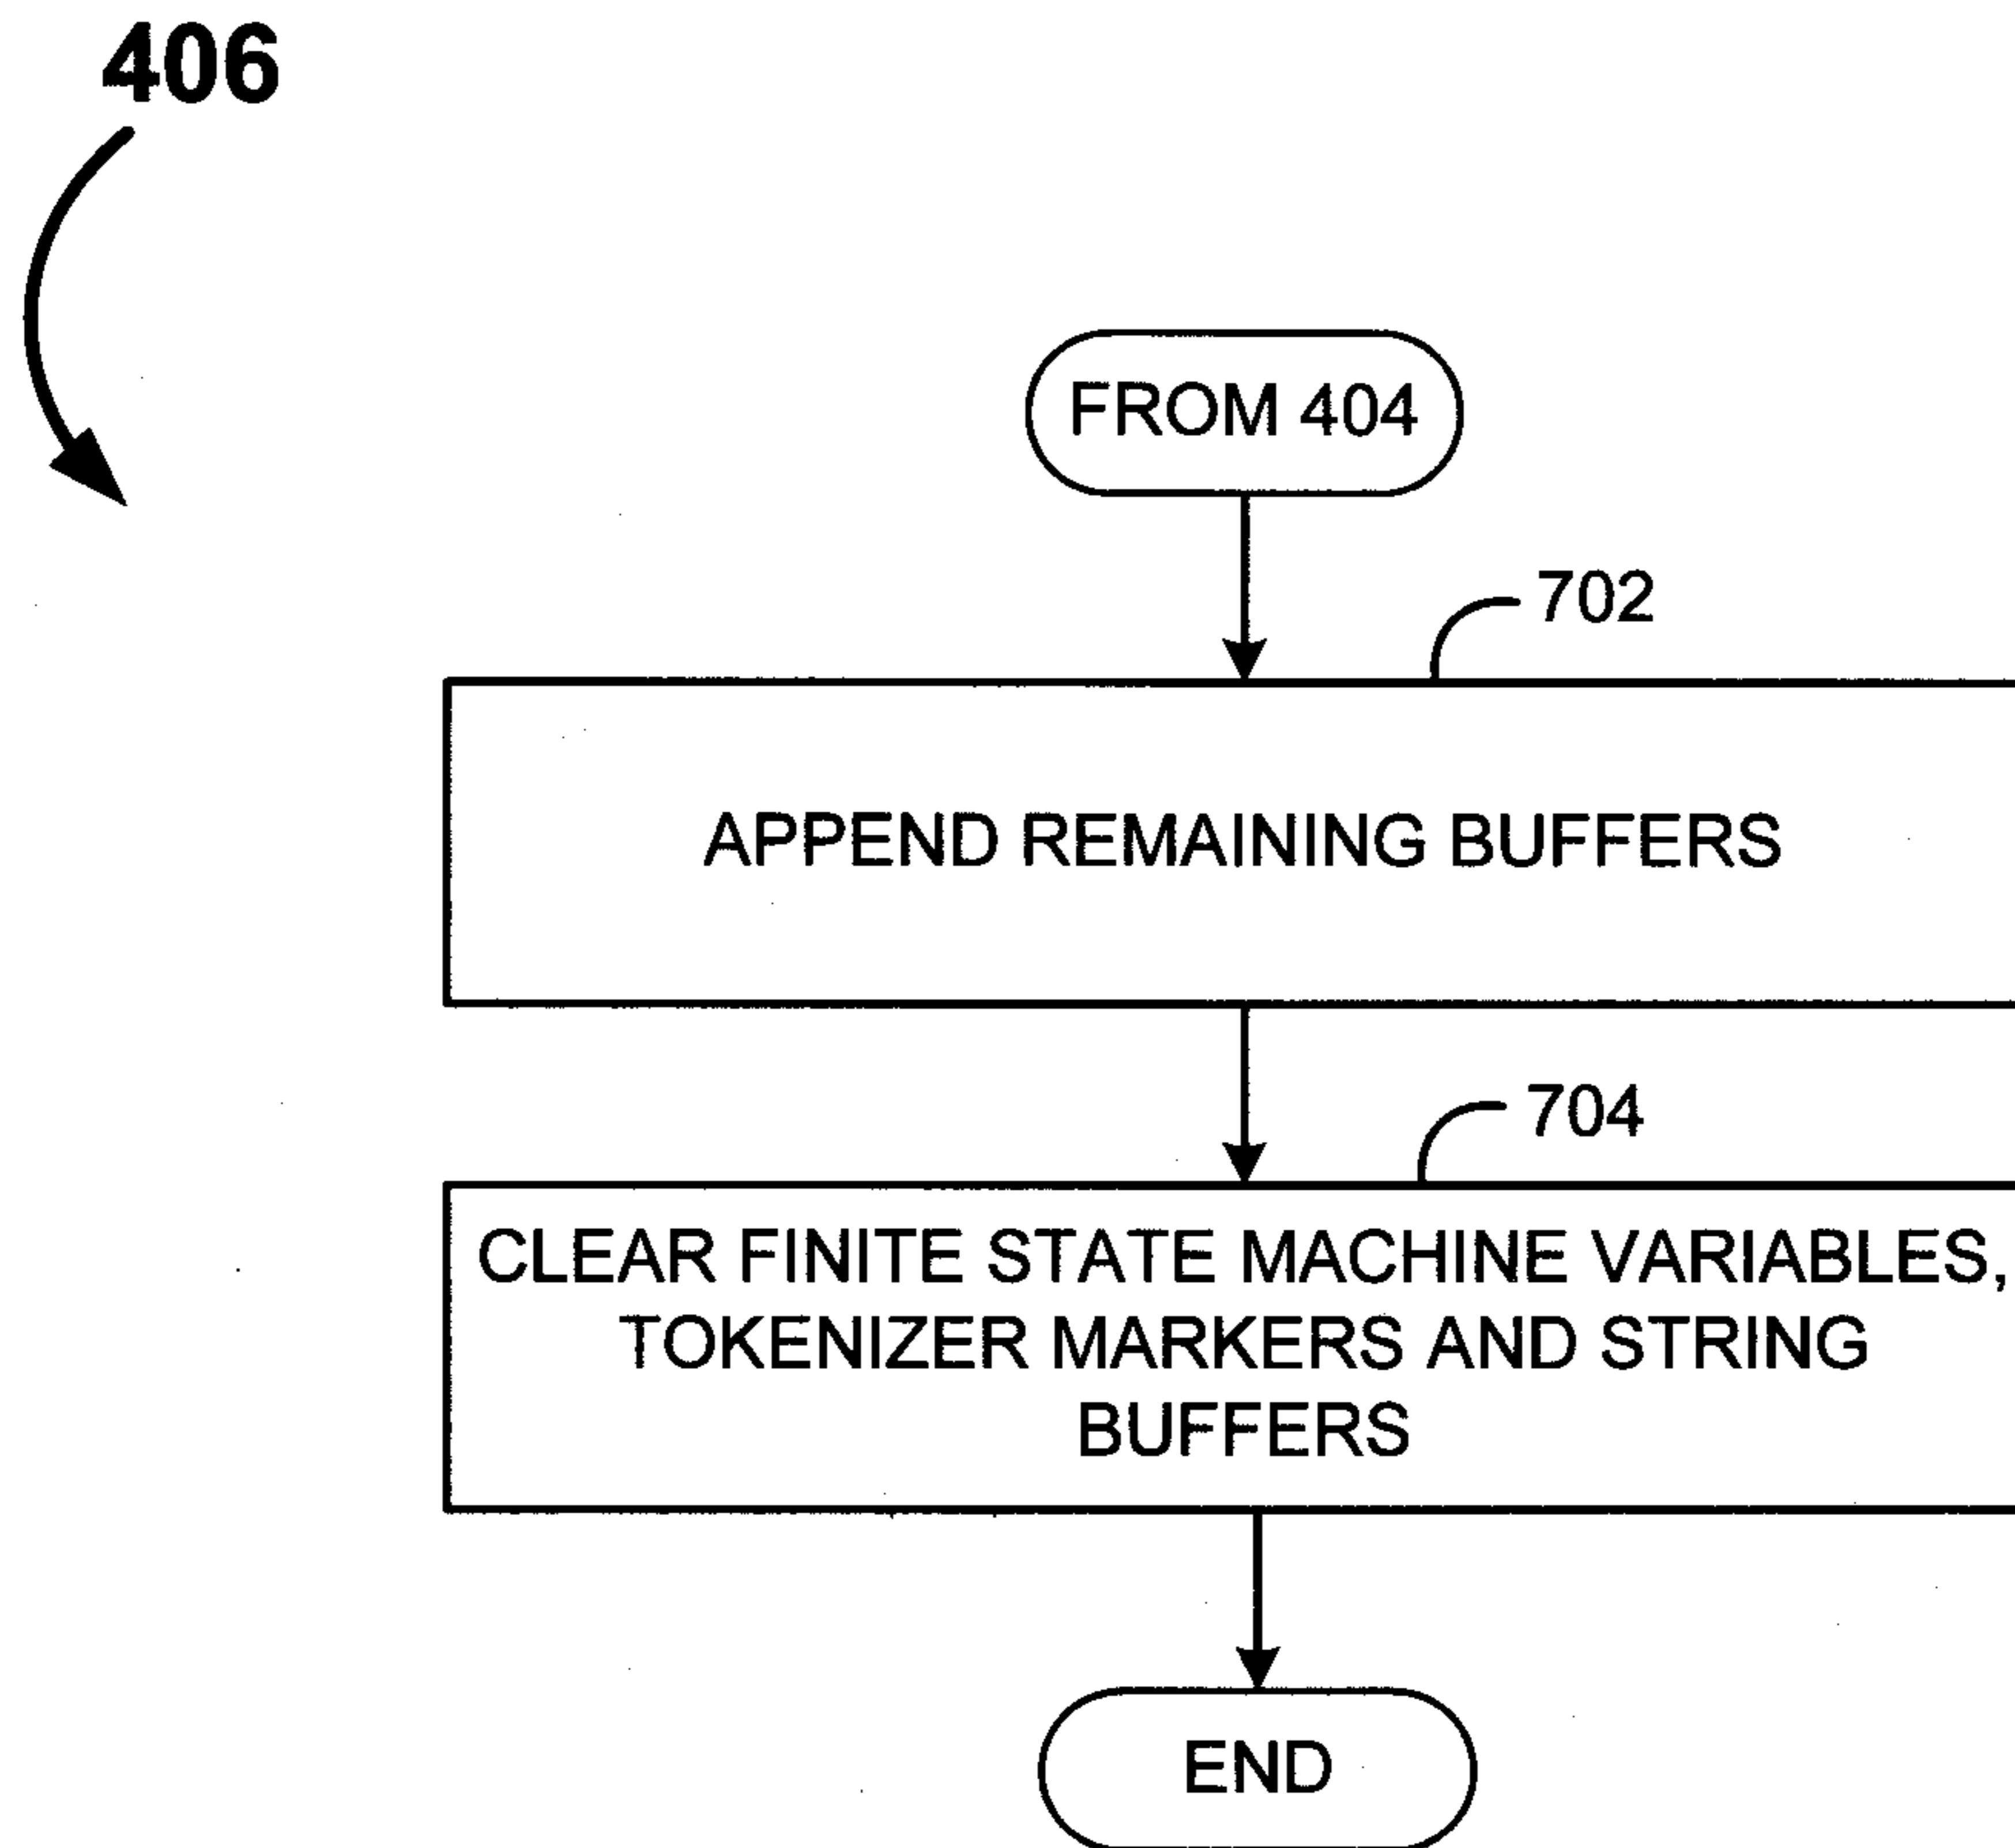 406
FROM 404
702
APPEND REMAINING BUFFERS
704
CLEAR FINITE STATE MACHINE VARIABLES,
TOKENIZER MARKERS AND STRING
BUFFERS
END